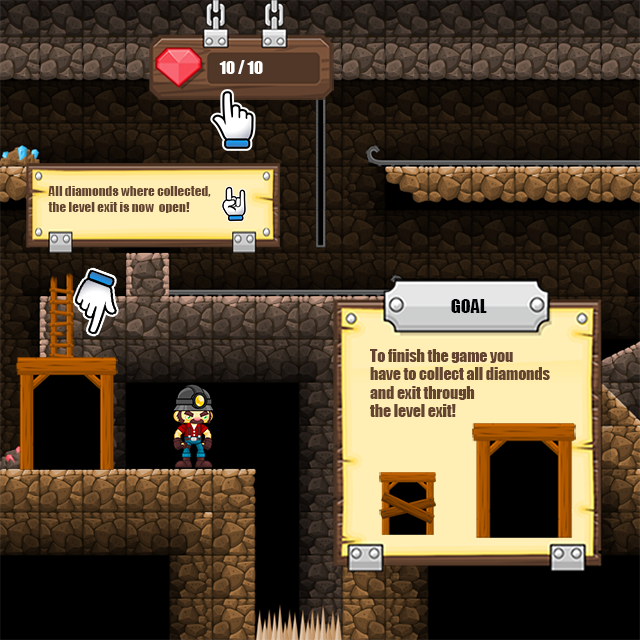 10 / 10
All diamonds where collected,
the level exit is now open!
GOAL
To finish the game you
have to collect all diamonds
and exit through
the level exit!